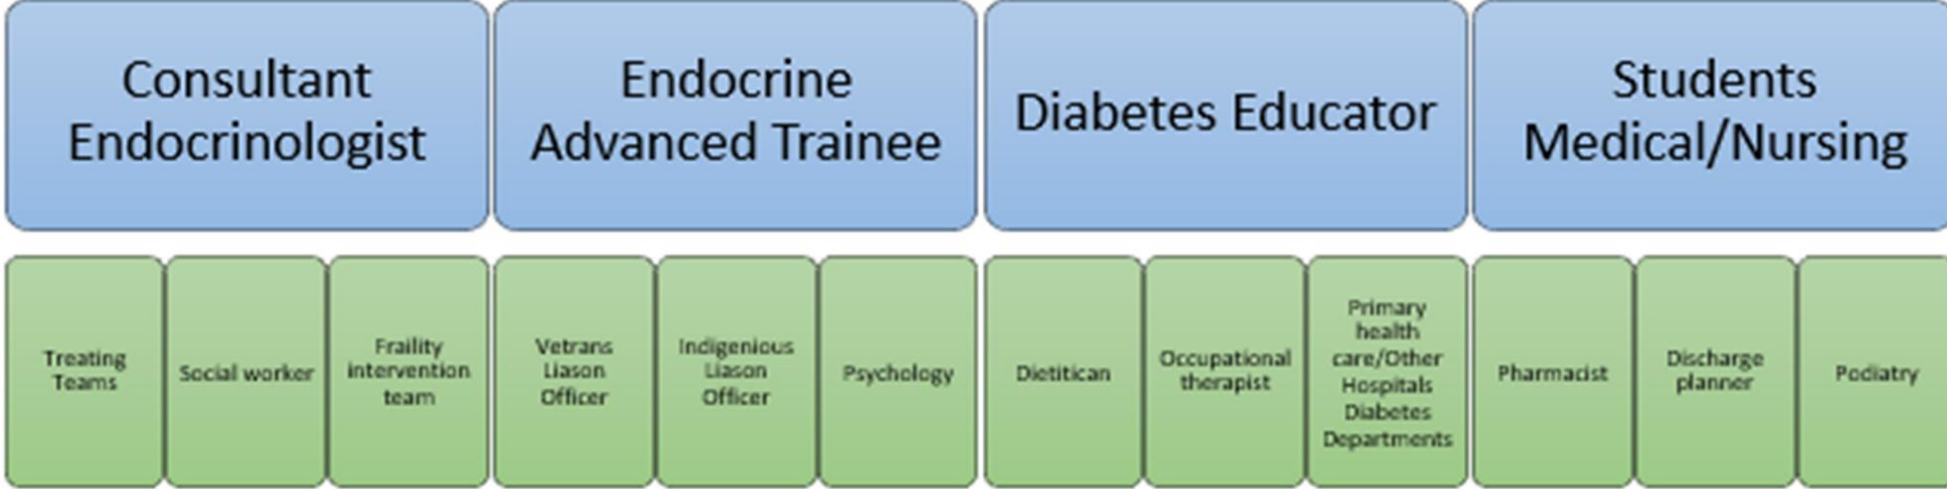 Consultant
Endocrinologist
Endocrine
Advanced Trainee
Diabetes Educator
Students
Medical/Nursing
Treating
Teams
Social worker
Fraility
intervention
team
Vetrans
Liason
Officer
Indigenious
Liason
Officer
Psychology
Dietitican
Occupational
therapist
Primary
health
care/Other
Hospitals
Diabetes
Departments
Pharmacist
Discharge
planner
Podiatry